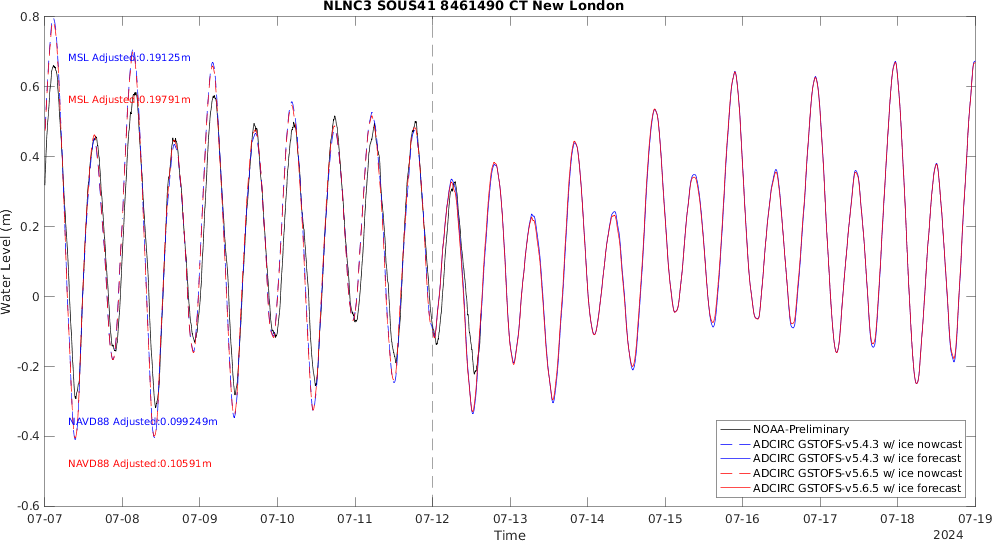 NLNC3 SOUS41 8461490 CT New London
0.8
0.6
0.4
0.2
0
-0.2
-0.4
-0.6
Water Level (m)
MSL Adjusted:0.19125m
MSL Adjusted:0.19791m
NAVD88 Adjusted:0.099249m
NAVD88 Adjusted:0.10591m
NOAA-Preliminary
ADCIRC GSTOFS-v5.4.3 w/ ice nowcast
ADCIRC GSTOFS-v5.4.3 w/ ice forecast
ADCIRC GSTOFS-v5.6.5 w/ ice nowcast
ADCIRC GSTOFS-v5.6.5 w/ ice forecast
07-07 07-08 07-09 07-10 07-11 07-12 07-13 07-14 07-15 07-16 07-17 07-18 07-19
Time
2024